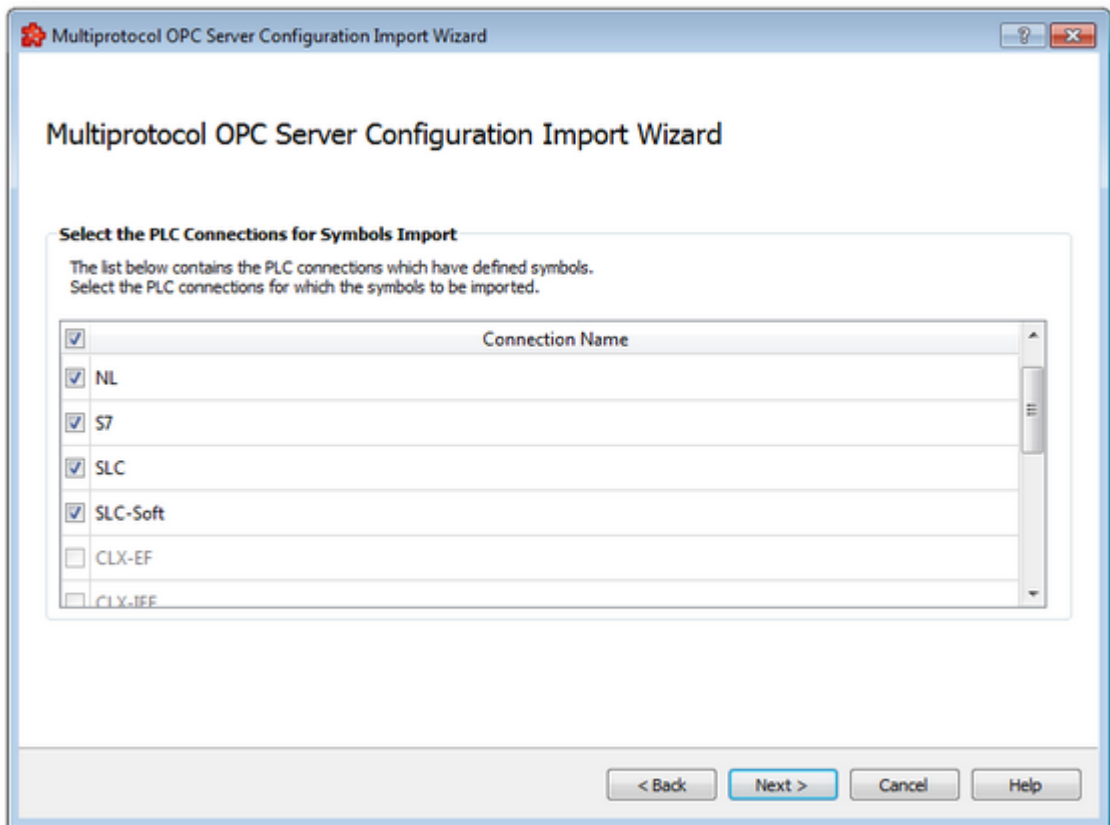 Multiprotocol OPC Server Configuration Import Wizard
Multiprotocol OPC Server Configuration Import Wizard
Select the PLC Connections for Symbols Import
The list below contains the PLC connections which have defined symbols.
Select the PLC connections for which the symbols to be imported.
Connection Name
NL
S7
SLC
SLC-Soft
CLX-EF
CLX-IEF
< Back Next > Cancel Help